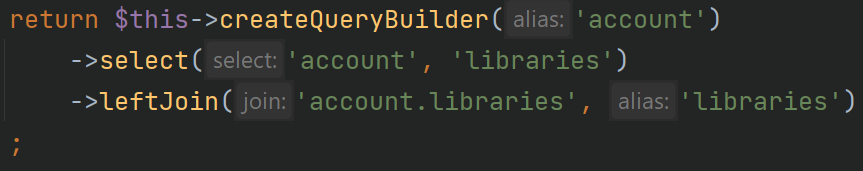 return $this->createQueryBuilder( alias: 'account')
->select( select: 'account', 'libraries')
->leftJoin( join: 'account.libraries', alias: 'libraries')
;